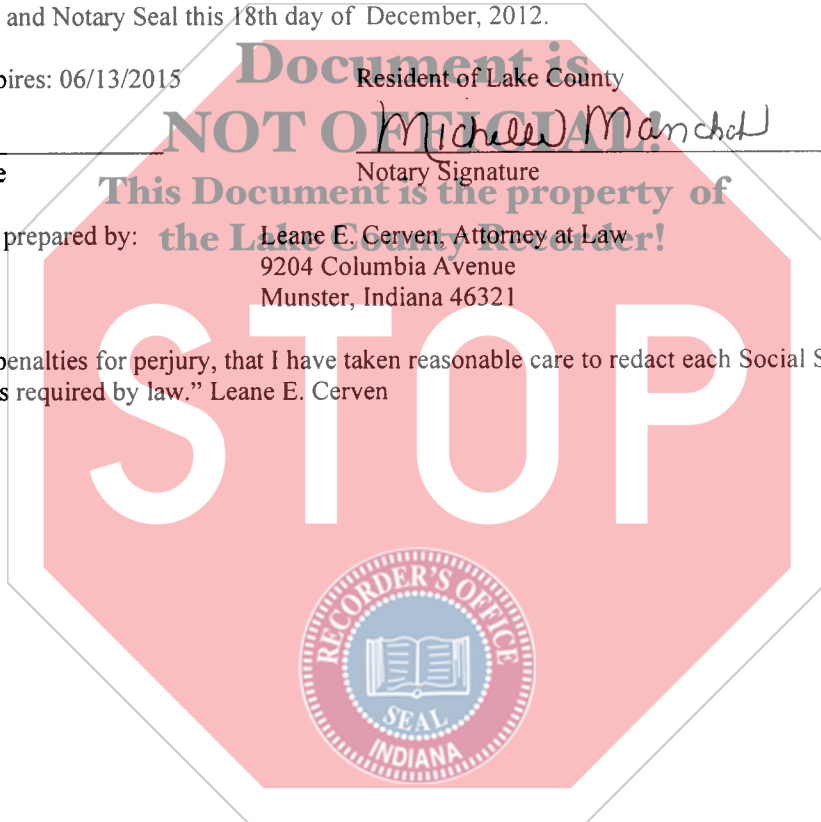 and Notary Seal this 18th day of December, 2012.
Document is
pires: 06/13/2015 Resident of Lake County
NOT OFFICIAL!
Michelle Manchak
e Notary Signature
This Document is the property of
prepared by: Leane E. Cerven, Attorney at Law
the Lake County Recorder!
9204 Columbia Avenue
Munster, Indiana 46321
STOP
penalties for perjury, that I have taken reasonable care to redact each Social S
s required by law.” Leane E. Cerven
RECORDER'S OFFICE
SEAL
INDIANA